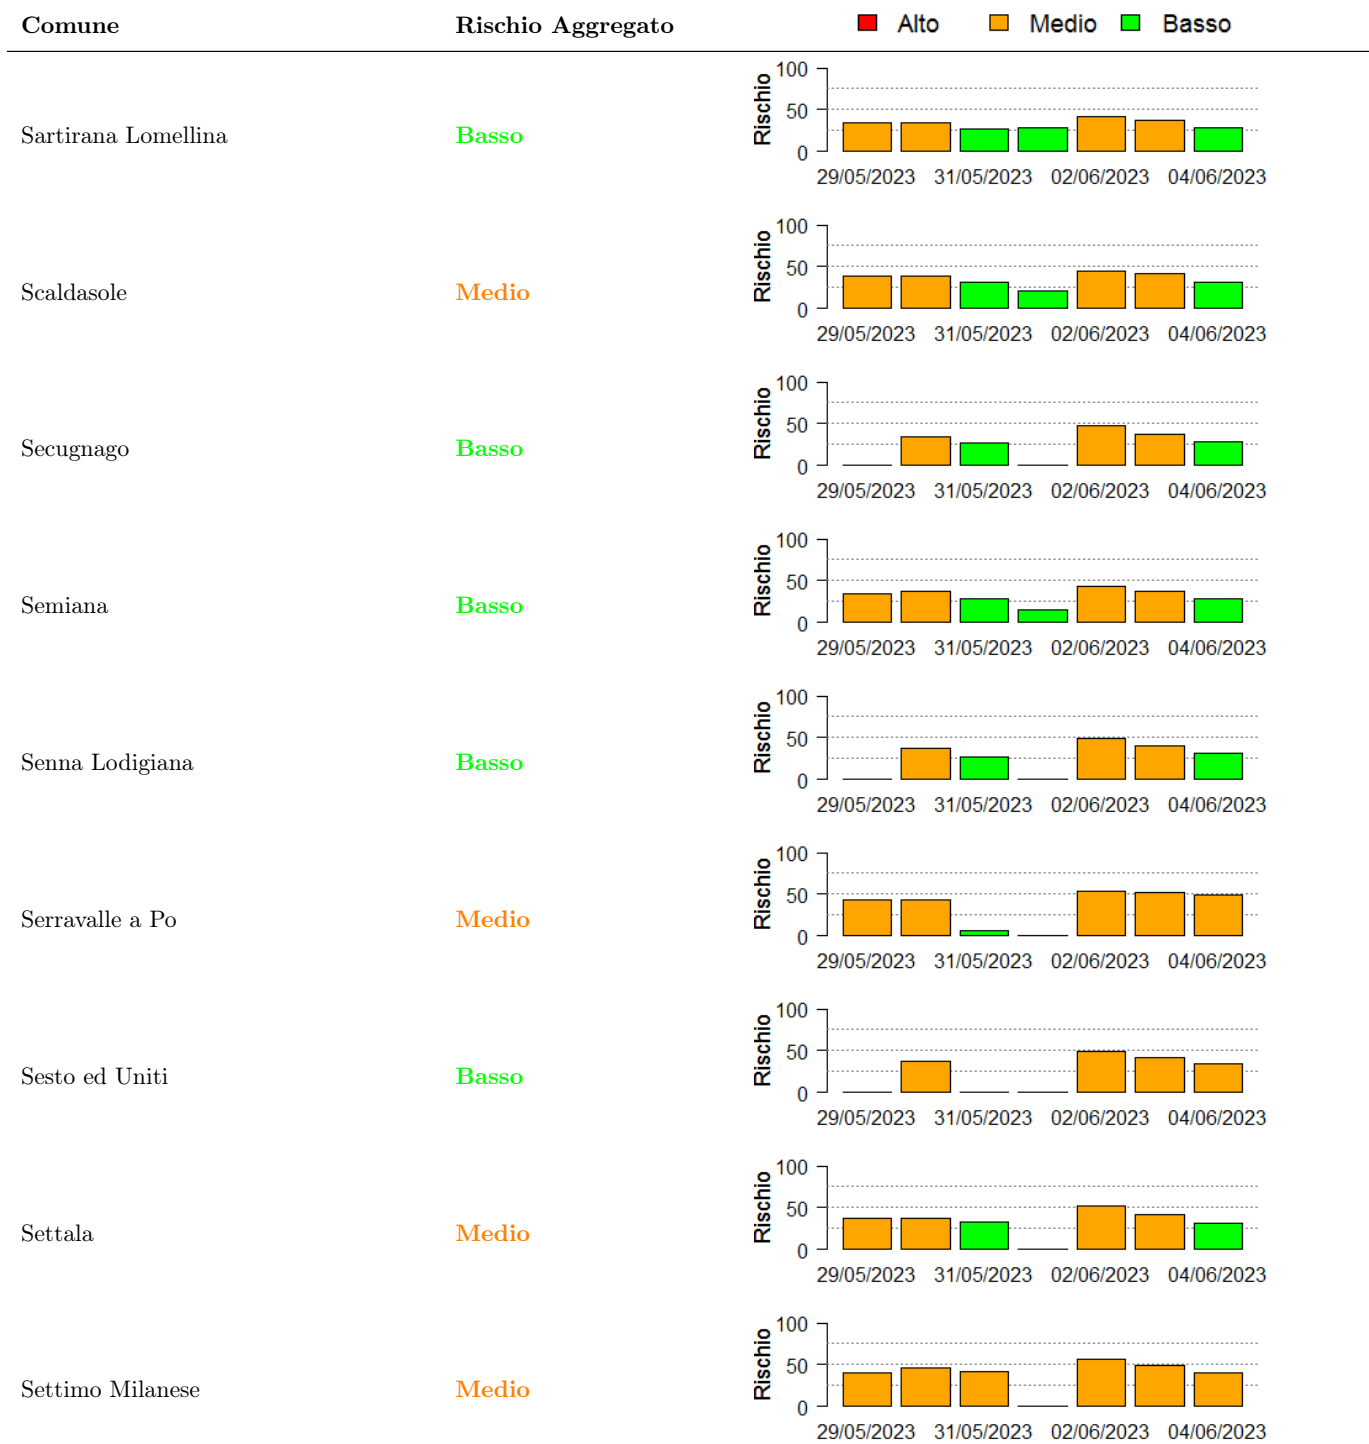 Comune Rischio Aggregato Alto Medio Basso
100
50
0
Rischio
Sartirana Lomellina Basso
29/05/2023 31/05/2023 02/06/2023 04/06/2023
100
50
0
Rischio
Scaldasole Medio
29/05/2023 31/05/2023 02/06/2023 04/06/2023
100
50
0
Rischio
Secugnago Basso
29/05/2023 31/05/2023 02/06/2023 04/06/2023
100
50
0
Rischio
Semiana Basso
29/05/2023 31/05/2023 02/06/2023 04/06/2023
100
50
0
Rischio
Senna Lodigiana Basso
29/05/2023 31/05/2023 02/06/2023 04/06/2023
100
50
0
Rischio
Serravalle a Po Medio
29/05/2023 31/05/2023 02/06/2023 04/06/2023
100
50
0
Rischio
Sesto ed Uniti Basso
29/05/2023 31/05/2023 02/06/2023 04/06/2023
100
50
0
Rischio
Settala Medio
29/05/2023 31/05/2023 02/06/2023 04/06/2023
100
50
0
Rischio
Settimo Milanese Medio
29/05/2023 31/05/2023 02/06/2023 04/06/2023